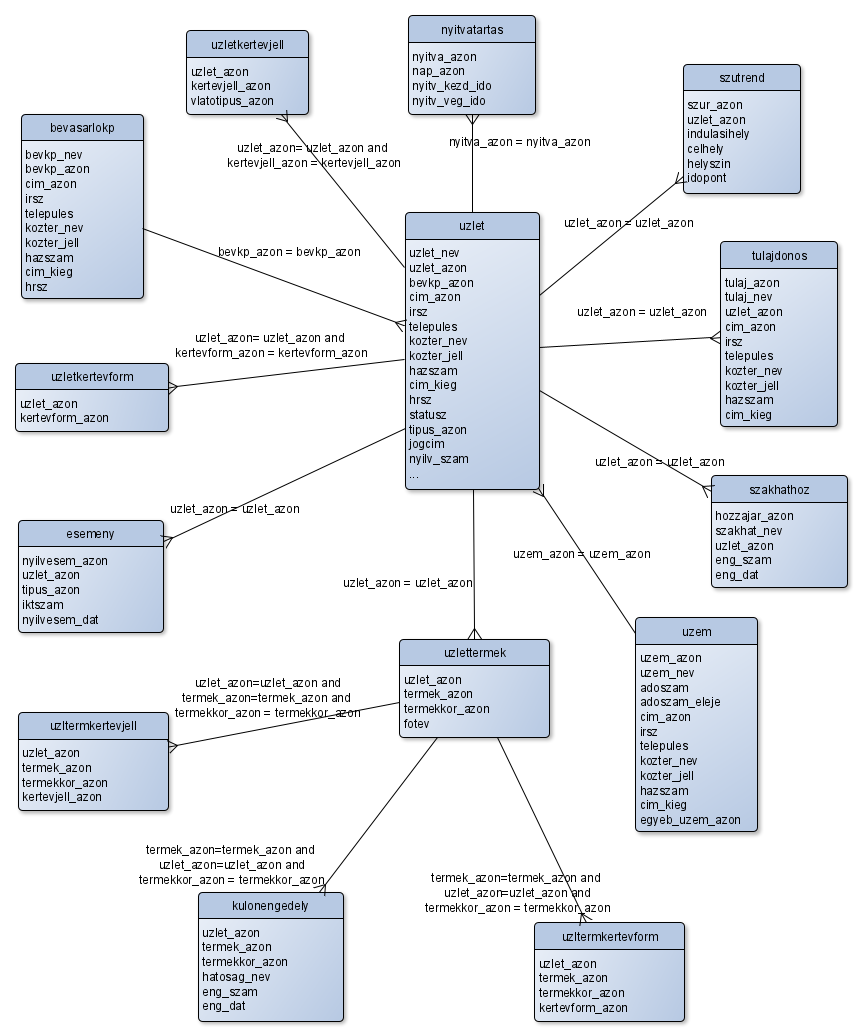 uzletkertevjell
uzlet_azon
kertevjell_azon
vlatotipus_azon
nyitvatartas
nyitva_azon
nap_azon
nyitv_kezd_ido
nyitv_veg_ido
szutrend
szur_azon
uzlet_azon
indulasihely
celhely
helyszin
idopont
bevasarlokp
bevkp_nev
bevkp_azon
cim_azon
irsz
telepules
kozter_nev
kozter_jell
hazszam
cim_kieg
hrsz
uzlet_azon= uzlet_azon and
kertevjell_azon = kertevjell_azon
nyitva_azon = nyitva_azon
uzlet_azon = uzlet_azon
bevkp_azon = bevkp_azon
uzlet
uzlet_nev
uzlet_azon
bevkp_azon
cim_azon
irsz
telepules
kozter_nev
kozter_jell
hazszam
cim_kieg
hrsz
statusz
tipus_azon
jogcim
nyilv_szam
...
tulajdonos
tulaj_azon
tulaj_nev
uzlet_azon
cim_azon
irsz
telepules
kozter_nev
kozter_jell
hazszam
cim_kieg
uzlet_azon = uzlet_azon
uzlet_azon= uzlet_azon and
kertevform_azon = kertevform_azon
uzletkertevform
uzlet_azon
kertevform_azon
uzlet_azon = uzlet_azon
szakhathoz
hozzajar_azon
szakhat_nev
uzlet_azon
eng_szam
eng_dat
uzlet_azon = uzlet_azon
esemeny
nyilvesem_azon
uzlet_azon
tipus_azon
iktszam
nyilvesem_dat
uzem_azon = uzem_azon
uzlet_azon = uzlet_azon
uzem
uzem_azon
uzem_nev
adoszam
adoszam_eleje
cim_azon
irsz
telepules
kozter_nev
kozter_jell
hazszam
cim_kieg
egyeb_uzem_azon
uzlettermek
uzlet_azon
termek_azon
termekkor_azon
fotev
uzlet_azon=uzlet_azon and
termek_azon=termek_azon and
termekkor_azon = termekkor_azon
uzltermkertevjell
uzlet_azon
termek_azon
termekkor_azon
kertevjell_azon
termek_azon=termek_azon and
uzlet_azon=uzlet_azon and
termekkor_azon = termekkor_azon
termek_azon=termek_azon and
uzlet_azon=uzlet_azon and
termekkor_azon = termekkor_azon
kulonengedely
uzlet_azon
termek_azon
termekkor_azon
hatosag_nev
eng_szam
eng_dat
uzltermkertevform
uzlet_azon
termek_azon
termekkor_azon
kertevform_azon